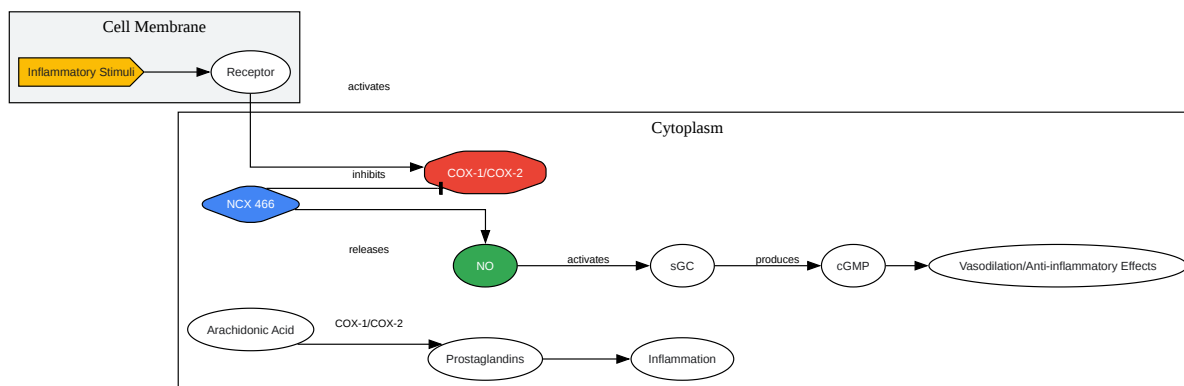 Cell Membrane
Inflammatory Stimuli
Receptor
activates
Cytoplasm
COX-1/COX-2
inhibits
NCX 466
releases
NO
activates
sGC
produces
cGMP
Vasodilation/Anti-inflammatory Effects
Arachidonic Acid
COX-1/COX-2
Prostaglandins
Inflammation